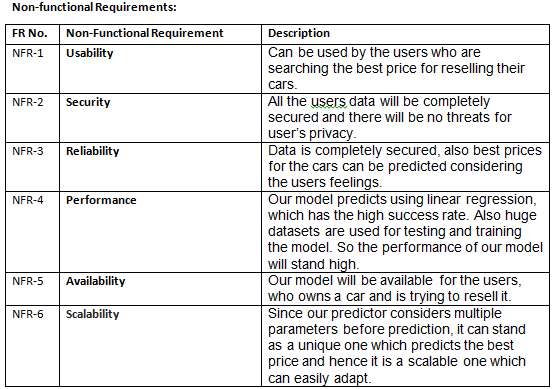 Non-functional Requirements:
FR No. Non-Functional Requirement Description
NFR-1 Usability Can be used by the users who are
searching the best price for reselling their
cars.
NFR-2 Security All the users data will be completely
secured and there will be no threats for
user's privacy.
NFR-3 Reliability Data is completely secured, also best prices
for the cars can be predicted considering
the users feelings.
NFR-4 Performance Our model predicts using linear regression,
which has the high success rate. Also huge
datasets are used for testing and training
the model. So the performance of our model
will stand high.
NFR-5 Availability Our model will be available for the users,
who owns a car and is trying to resell it.
NFR-6 Scalability Since our predictor considers multiple
parameters before prediction, it can stand
as a unique one which predicts the best
price and hence it is a scalable one which
can easily adapt.